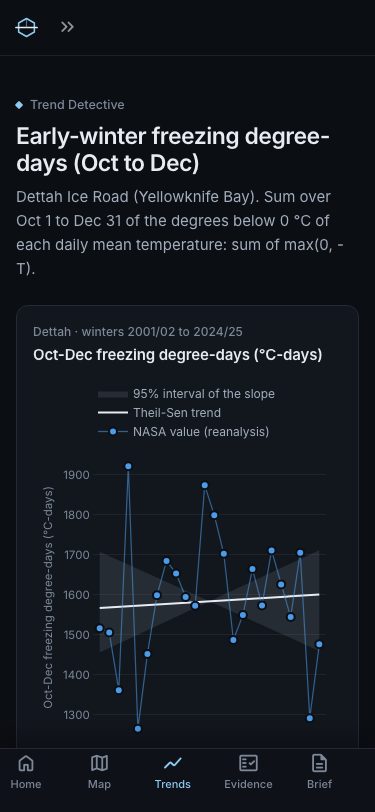 Trend Detective
Early-winter freezing degree-
days (Oct to Dec)
Dettah Ice Road (Yellowknife Bay). Sum over
Oct 1 to Dec 31 of the degrees below 0 °C of
each daily mean temperature: sum of max(0, -
T).
Dettah · winters 2001/02 to 2024/25
Oct-Dec freezing degree-days (°C-days)
95% interval of the slope
Theil-Sen trend
NASA value (reanalysis)
Oct-Dec freezing degree-days (°C-days)
1900
1800
1700
1600
1500
1400
1300
Home
Map
Trends
Evidence
Brief